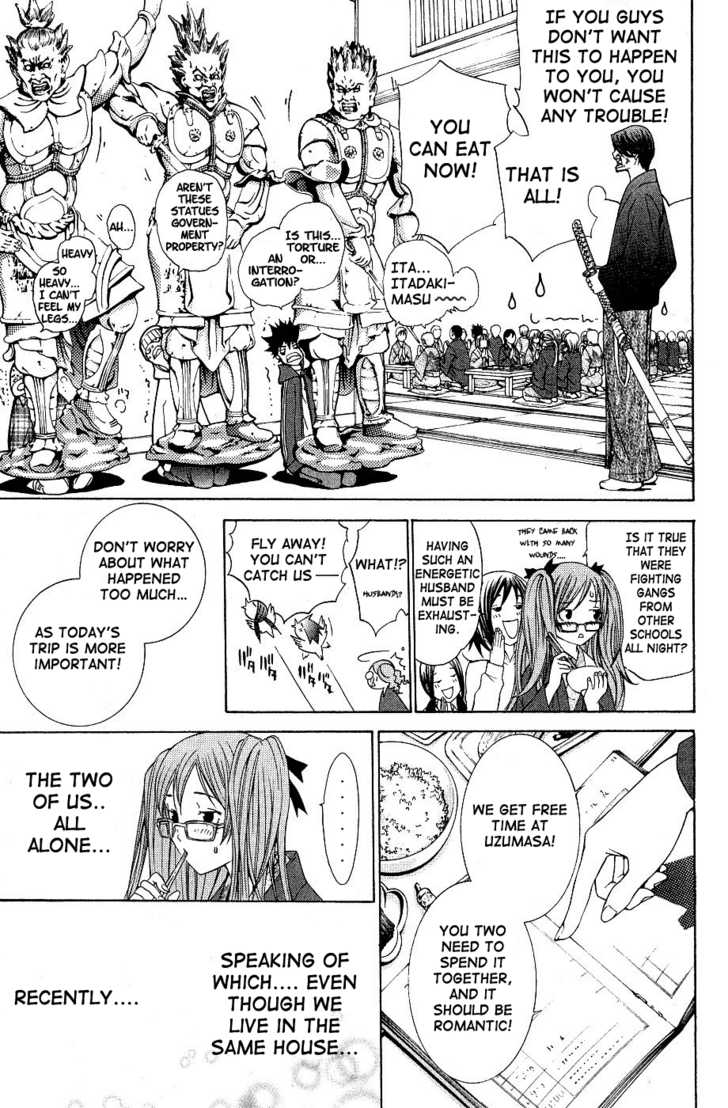 IF YOU GUYS
DON'T WANT
THIS TO HAPPEN
TO YOU, YOU
WON'T CAUSE
ANY TROUBLE!
THAT IS
ALL!
YOU
CAN EAT
NOW!
ITA...
ITADAKI-
MASU
IS THIS...
TORTURE
OR...
AN
INTERRO-
GATION?
AREN'T
THESE
STATUES
GOVERN-
MENT
PROPERTY?
AH...
HEAVY
SO
HEAVY...
I CAN'T
FEEL MY
LEGS...
IS IT TRUE
THAT THEY
WERE
FIGHTING
GANGS
FROM
OTHER
SCHOOLS
ALL NIGHT?
THEY CAME BACK
WITH SO MANY
WOUNDS....
HAVING
SUCH AN
ENERGETIC
HUSBAND
MUST BE
EXHAUST-
ING.
WHAT!?
HUSBAND!?
FLY AWAY!
YOU CAN'T
CATCH US —
バタ
バタ
DON'T WORRY
ABOUT WHAT
HAPPENED
TOO MUCH...
AS TODAY'S
TRIP IS MORE
IMPORTANT!
WE GET FREE
TIME AT
UZUMASA!
YOU TWO
NEED TO
SPEND IT
TOGETHER,
AND IT
SHOULD BE
ROMANTIC!
......
THE TWO
OF US..
ALL
ALONE...
SPEAKING OF
WHICH.... EVEN
THOUGH WE
LIVE IN THE
SAME HOUSE...
RECENTLY....